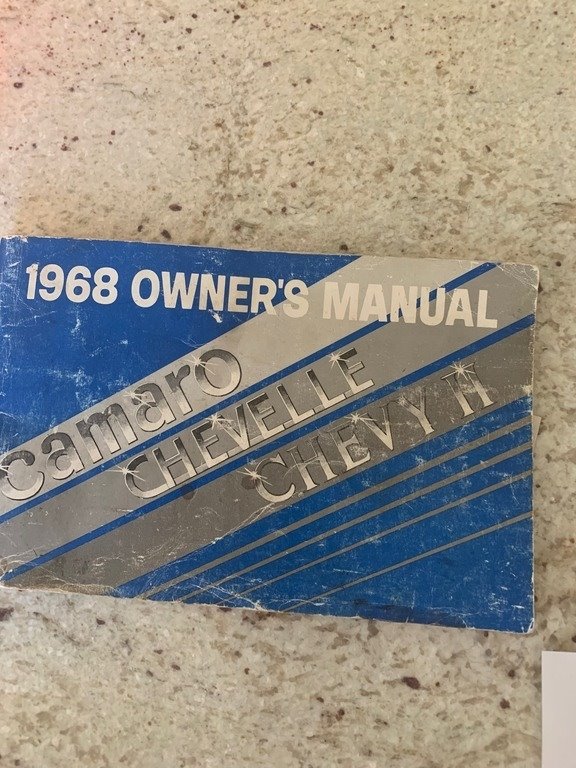 1968 OWNER'S MANUAL
camaro
CHEVELLE
CHEVY II